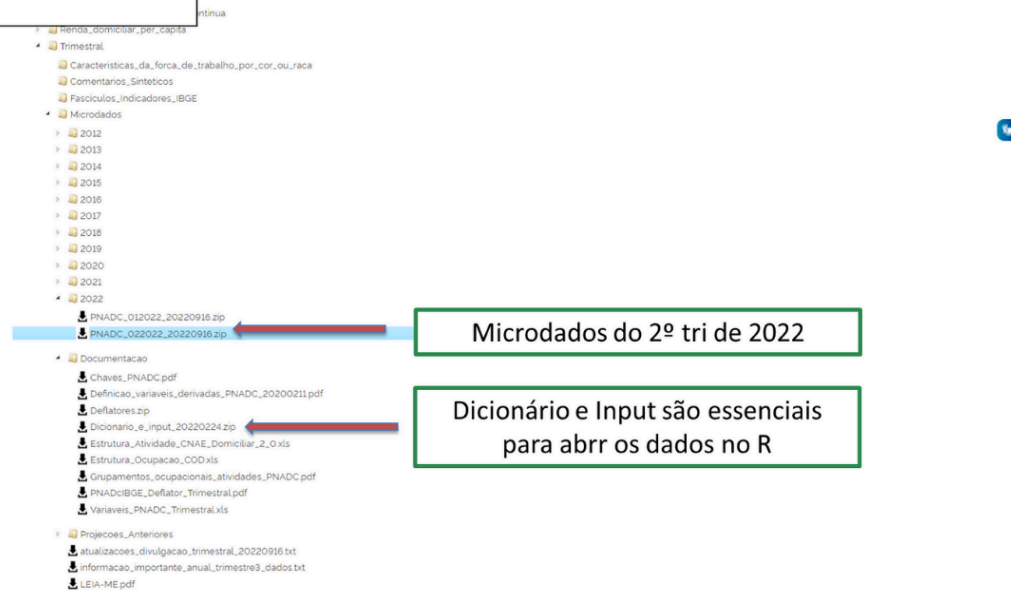 ntinua
Renda_domiciliar_per_capita
Trimestral
Caracteristicas_da_forca_de_trabalho_por_cor_ou_raca
Comentarios_Sinteticos
Fasciculos_Indicadores_IBGE
Microdados
2012
2013
2014
2015
2016
2017
2018
2019
2020
2021
2022
PNADC_012022_20220916.zip
PNADC_022022_20220916.zip
Microdados do 2º tri de 2022
Documentacao
Chaves_PNADC.pdf
Definicao_variaveis_derivadas_PNADC_20200211.pdf
Deflatores.zip
Dicionario_e_input_20220224.zip
Dicionário e Input são essenciais
para abrr os dados no R
Estrutura_Atividade_CNAE_Domiciliar_2_0.xls
Estrutura_Ocupacao_COD.xls
Grupamentos_ocupacionais_atividades_PNADC.pdf
PNADcIBGE_Deflator_Trimestral.pdf
Variaveis_PNADC_Trimestral.xls
Projecoes_Anteriores
atualizacoes_divulgacao_trimestral_20220916.txt
informacao_importante_anual_trimestre3_dados.txt
LEIA-ME.pdf